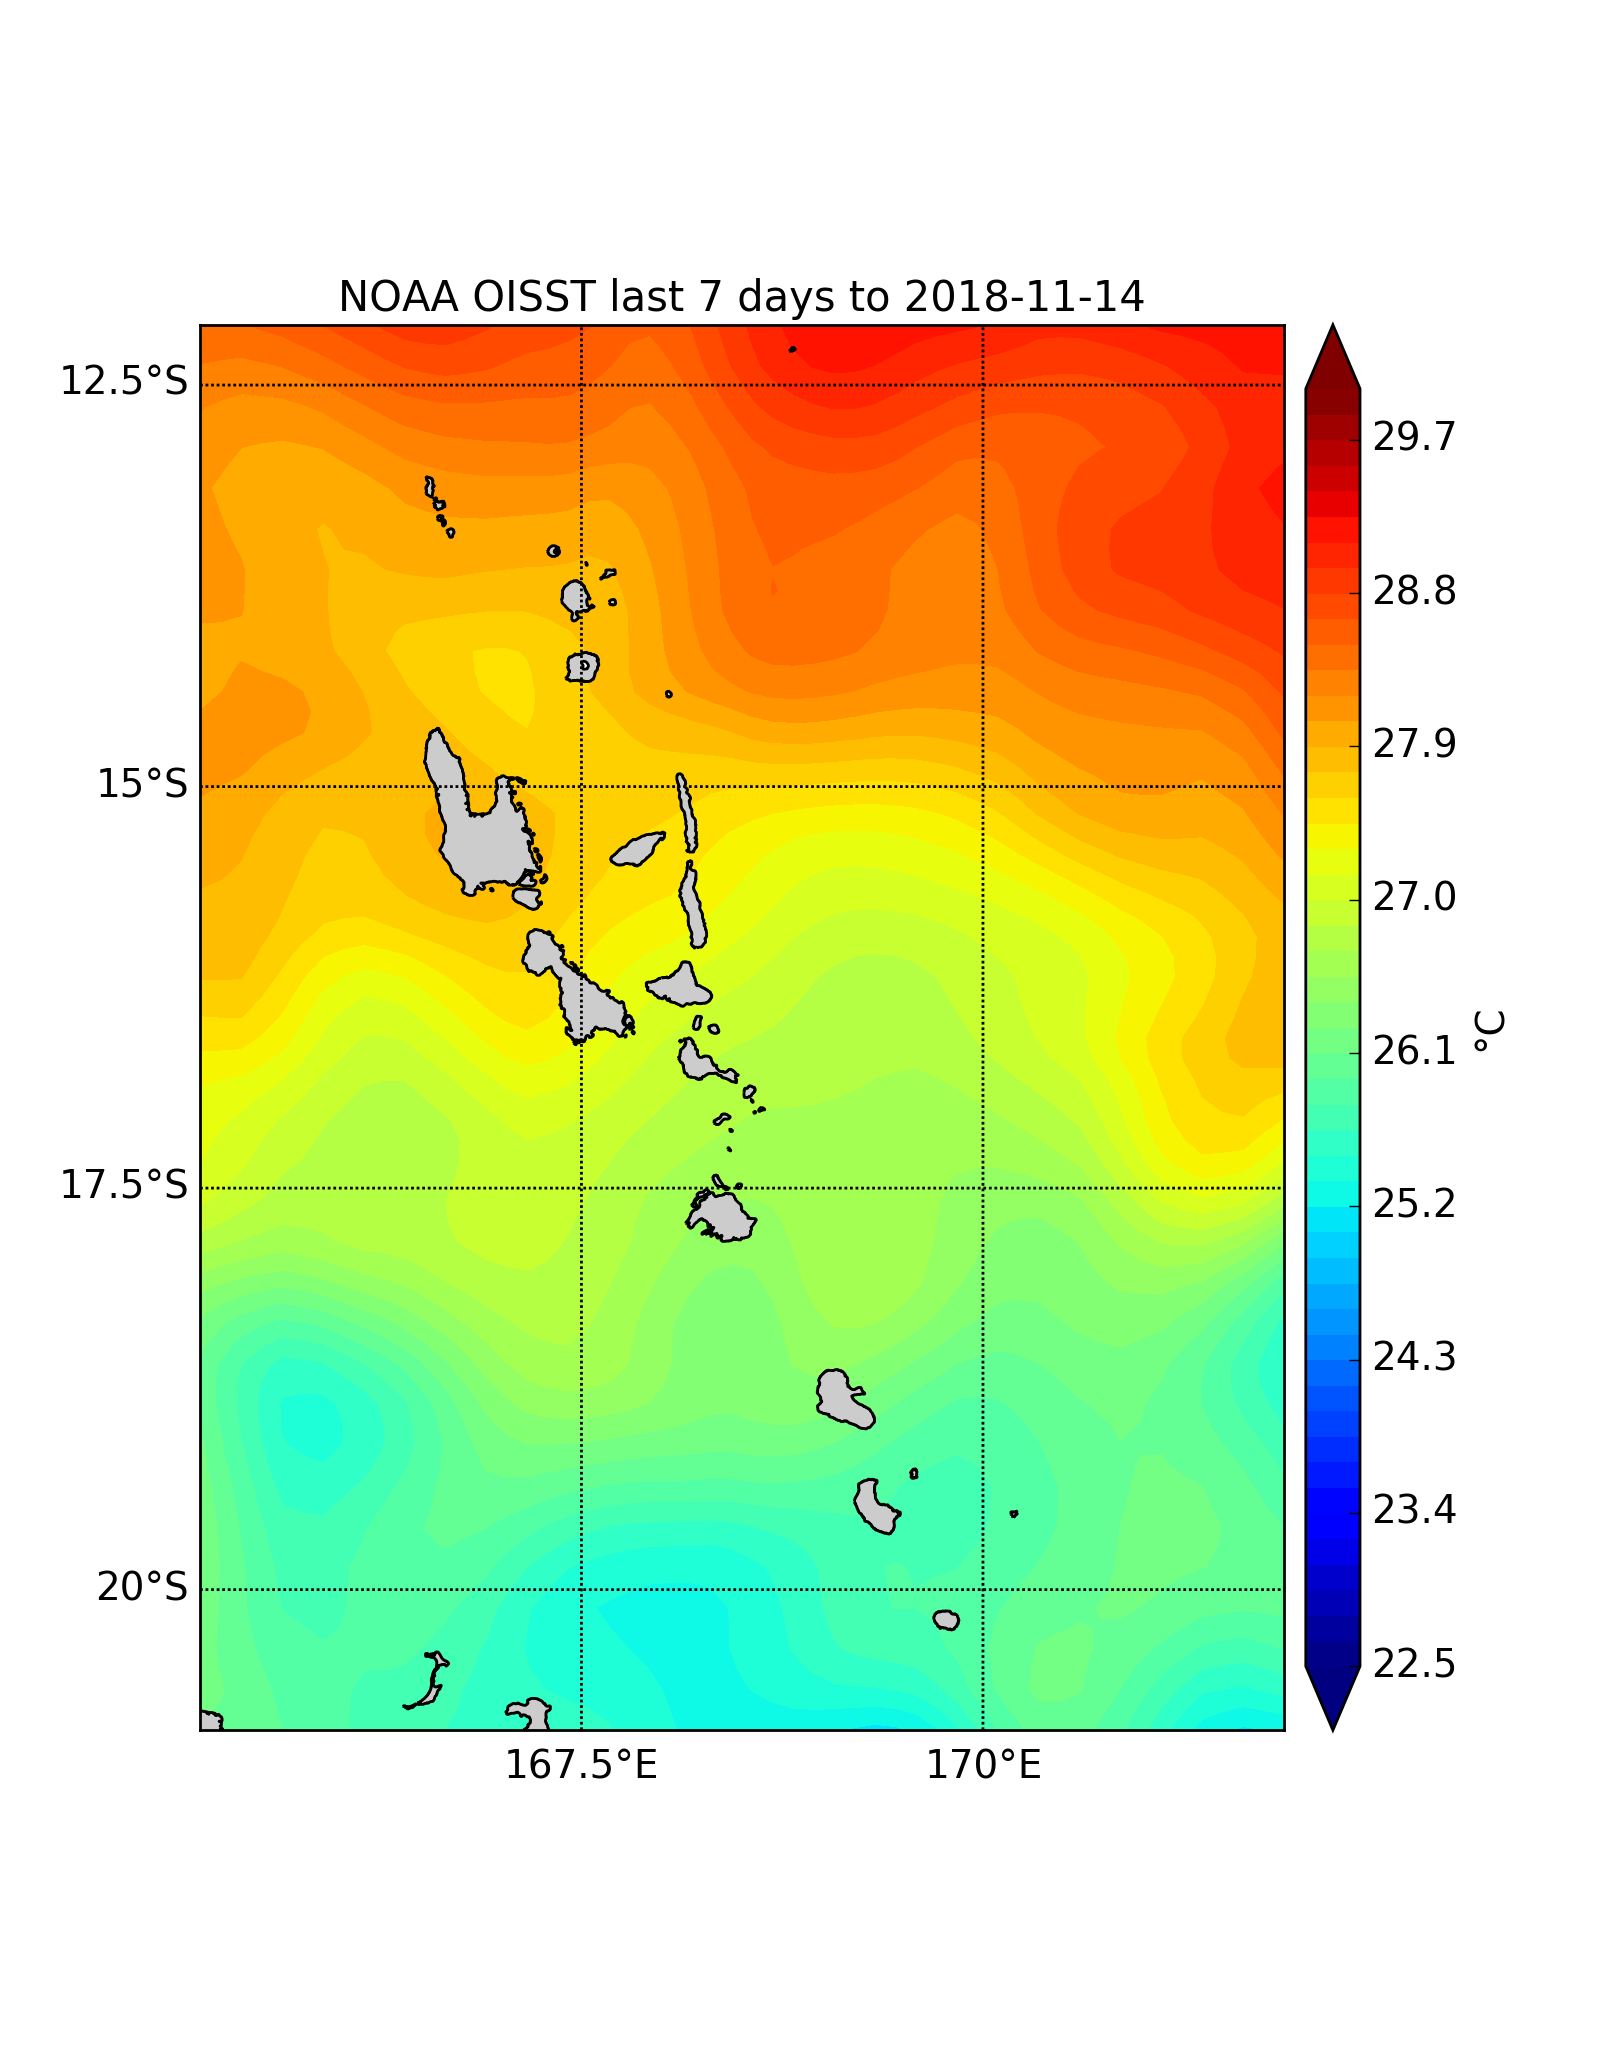 NOAA OISST last 7 days to 2018-11-14
12.5°S
15°S
17.5°S
20°S
167.5°E
170°E
29.7
28.8
27.9
27.0
26.1
25.2
24.3
23.4
22.5
°C